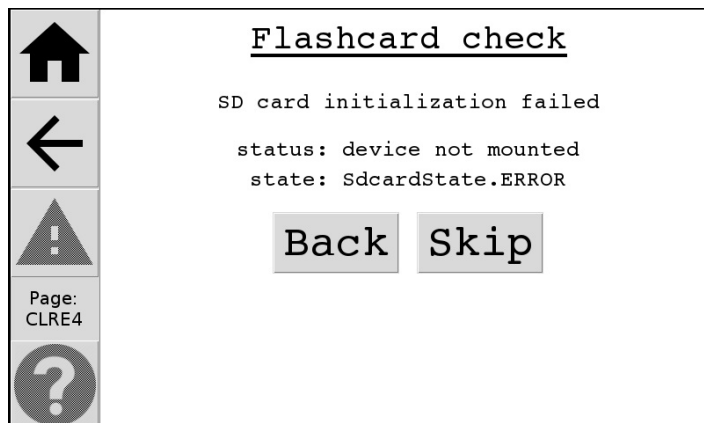 Flashcard check
SD card initialization failed
status: device not mounted
state: SdcardState.ERROR
Back Skip
Page:
CLRE4